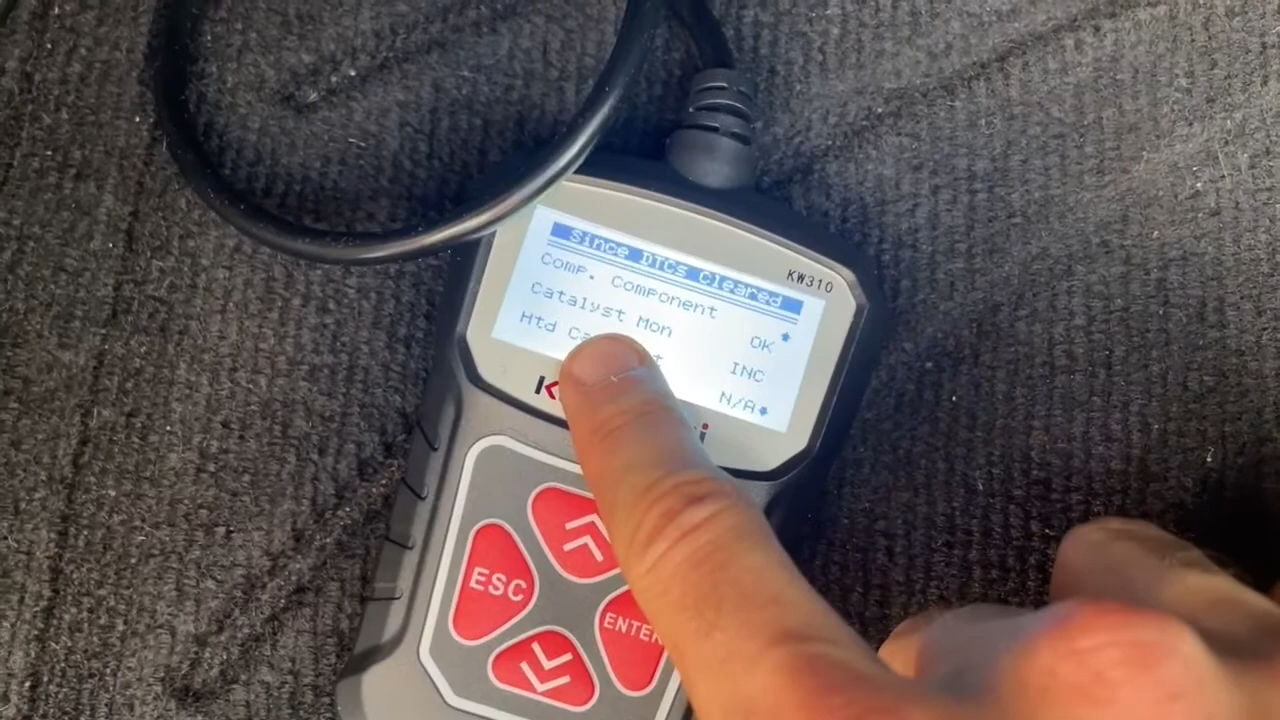 Since DTCs Cleared
Comp. Component OK
Catalyst Mon INC
Htd N/A
KW310
ESC
ENTER